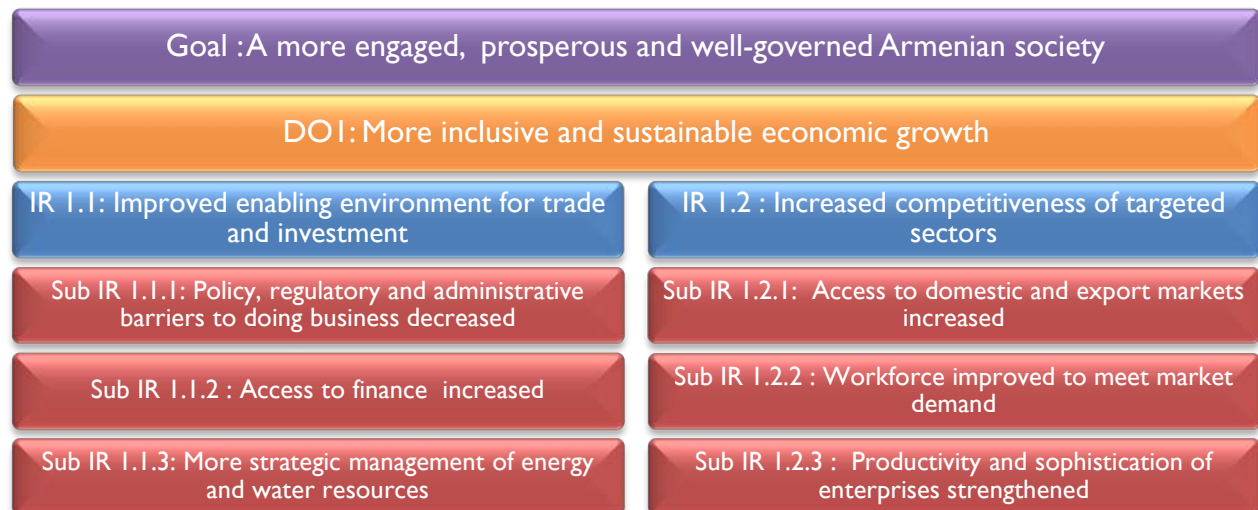 Goal : A more engaged, prosperous and well-governed Armenian society
DO1: More inclusive and sustainable economic growth
IR 1.1: Improved enabling environment for trade
and investment
IR 1.2 : Increased competitiveness of targeted
sectors
Sub IR 1.1.1: Policy, regulatory and administrative
barriers to doing business decreased
Sub IR 1.2.1: Access to domestic and export markets
increased
Sub IR 1.1.2 : Access to finance increased
Sub IR 1.2.2 : Workforce improved to meet market
demand
Sub IR 1.1.3: More strategic management of energy
and water resources
Sub IR 1.2.3 : Productivity and sophistication of
enterprises strengthened